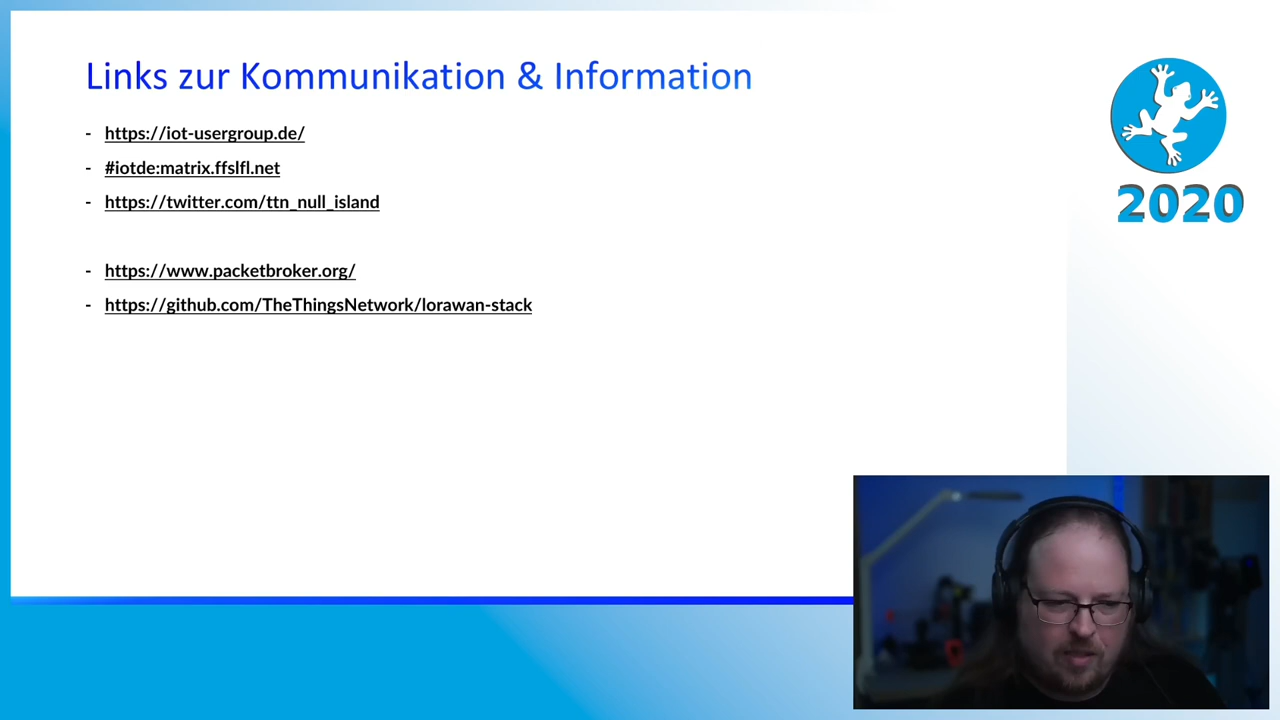 Links zur Kommunikation & Information
- https://iot-usergroup.de/
- #iotde:matrix.ffslfl.net
- https://twitter.com/ttn_null_island
- https://www.packetbroker.org/
- https://github.com/TheThingsNetwork/lorawan-stack
2020